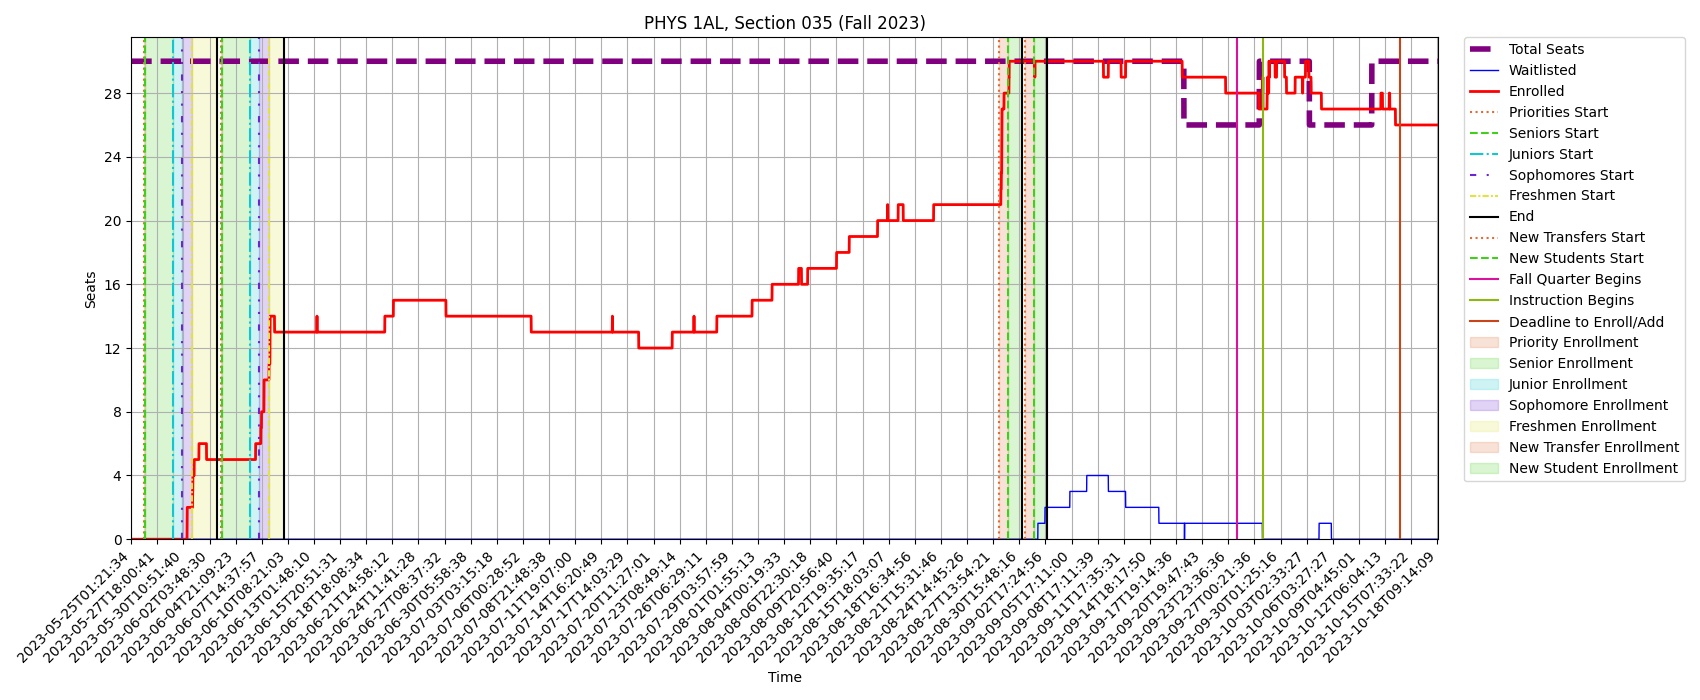 PHYS 1AL, Section 035 (Fall 2023)
Seats
28
24
20
16
12
8
4
0
2023-05-25T01:21:34
2023-05-27T18:00:41
2023-05-30T10:51:40
2023-06-02T03:48:30
2023-06-04T21:09:23
2023-06-07T14:37:57
2023-06-10T08:21:03
2023-06-13T01:48:10
2023-06-15T20:51:31
2023-06-18T18:08:34
2023-06-21T14:58:12
2023-06-24T11:41:28
2023-06-27T08:37:32
2023-06-30T05:58:38
2023-07-03T03:15:18
2023-07-06T00:28:52
2023-07-08T21:48:38
2023-07-11T19:07:00
2023-07-14T16:20:49
2023-07-17T14:03:29
2023-07-20T11:27:01
2023-07-23T08:49:14
2023-07-26T06:29:11
2023-07-29T03:57:59
2023-08-01T01:55:13
2023-08-04T00:19:33
2023-08-06T22:30:18
2023-08-09T20:56:40
2023-08-12T19:35:17
2023-08-15T18:03:07
2023-08-18T16:34:56
2023-08-21T15:31:46
2023-08-24T14:45:26
2023-08-27T13:54:21
2023-08-30T15:48:16
2023-09-02T17:24:56
2023-09-05T17:11:00
2023-09-08T17:11:39
2023-09-11T17:35:31
2023-09-14T18:17:50
2023-09-17T19:14:36
2023-09-20T19:47:43
2023-09-23T23:36:36
2023-09-27T00:21:36
2023-09-30T01:25:16
2023-10-03T02:33:27
2023-10-06T03:27:27
2023-10-09T04:45:01
2023-10-12T06:04:13
2023-10-15T07:33:22
2023-10-18T09:14:09
Time
Total Seats
Waitlisted
Enrolled
Priorities Start
Seniors Start
Juniors Start
Sophomores Start
Freshmen Start
End
New Transfers Start
New Students Start
Fall Quarter Begins
Instruction Begins
Deadline to Enroll/Add
Priority Enrollment
Senior Enrollment
Junior Enrollment
Sophomore Enrollment
Freshmen Enrollment
New Transfer Enrollment
New Student Enrollment